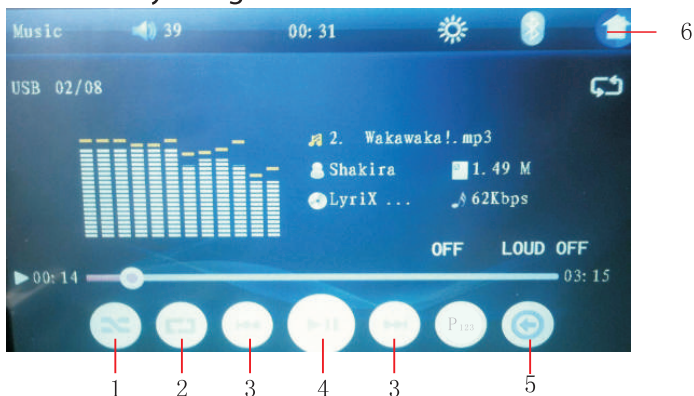 Music 39 00:31 6
USB 02/08
2. Wakawaka!.mp3
Shakira 1.49 M
LyriX ... 62Kbps
OFF LOUD OFF
00:14 03:15
P123
1 2 3 4 3 5